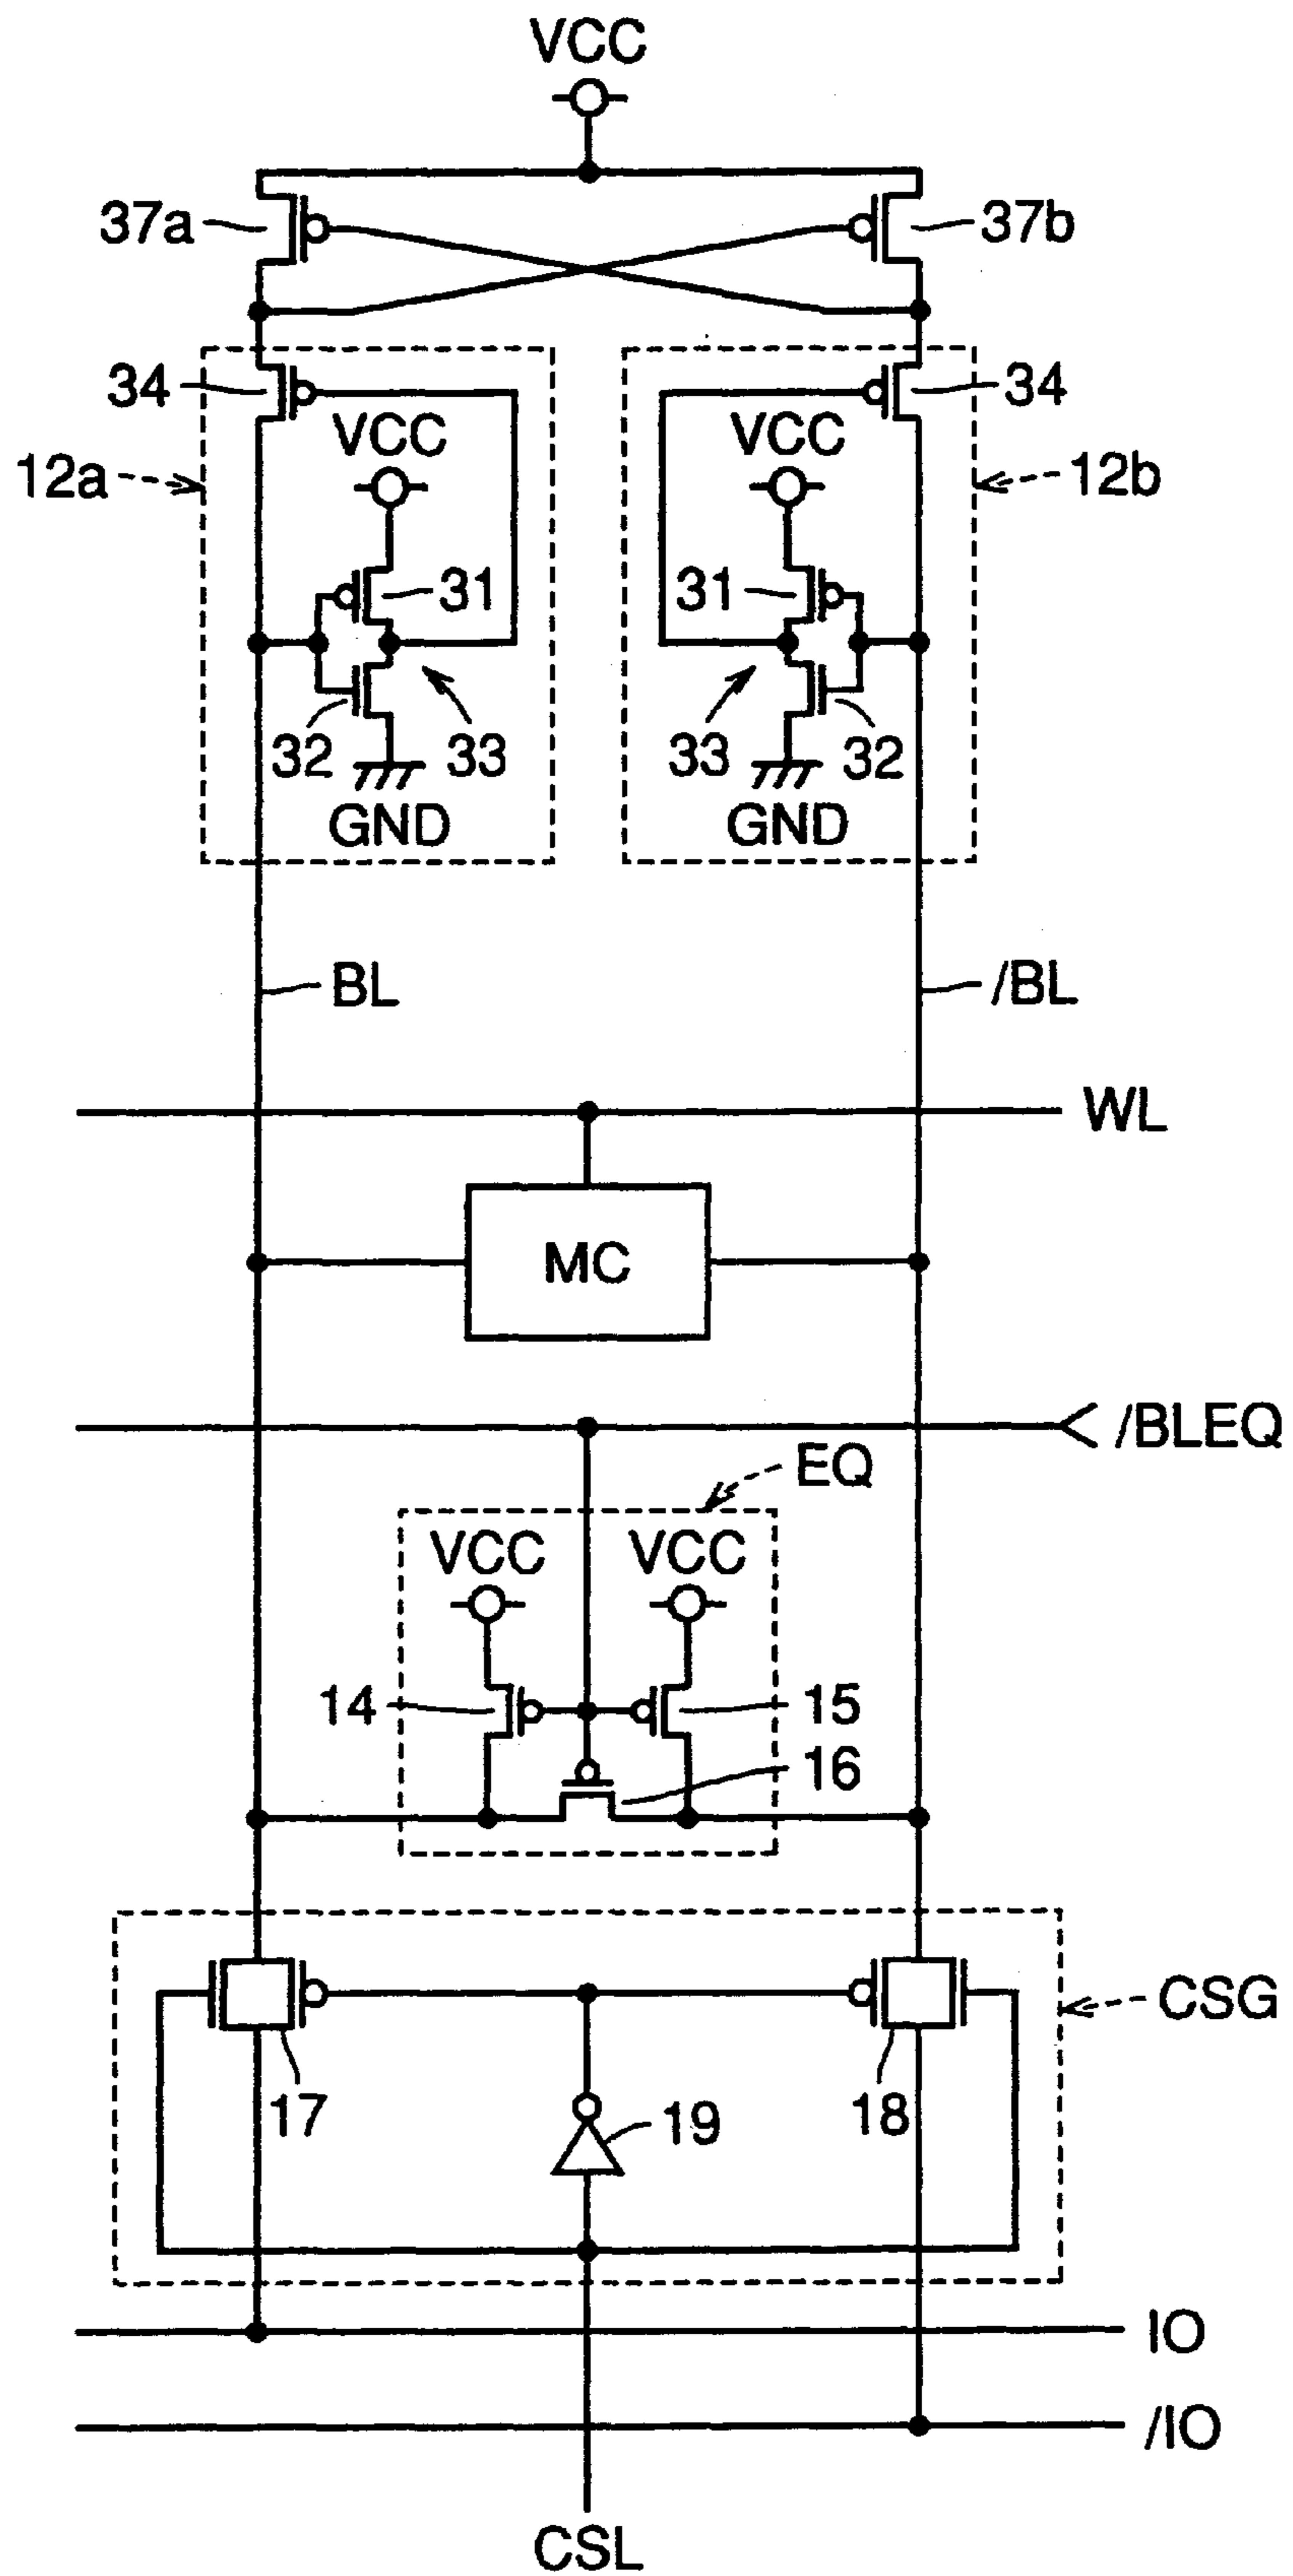 VCC
37a
37b
34
34
VCC
VCC
12a
12b
31
31
32
33
33
32
GND
GND
BL
/BL
WL
MC
/BLEQ
EQ
VCC
VCC
14
15
16
CSG
17
18
19
IO
/IO
CSL